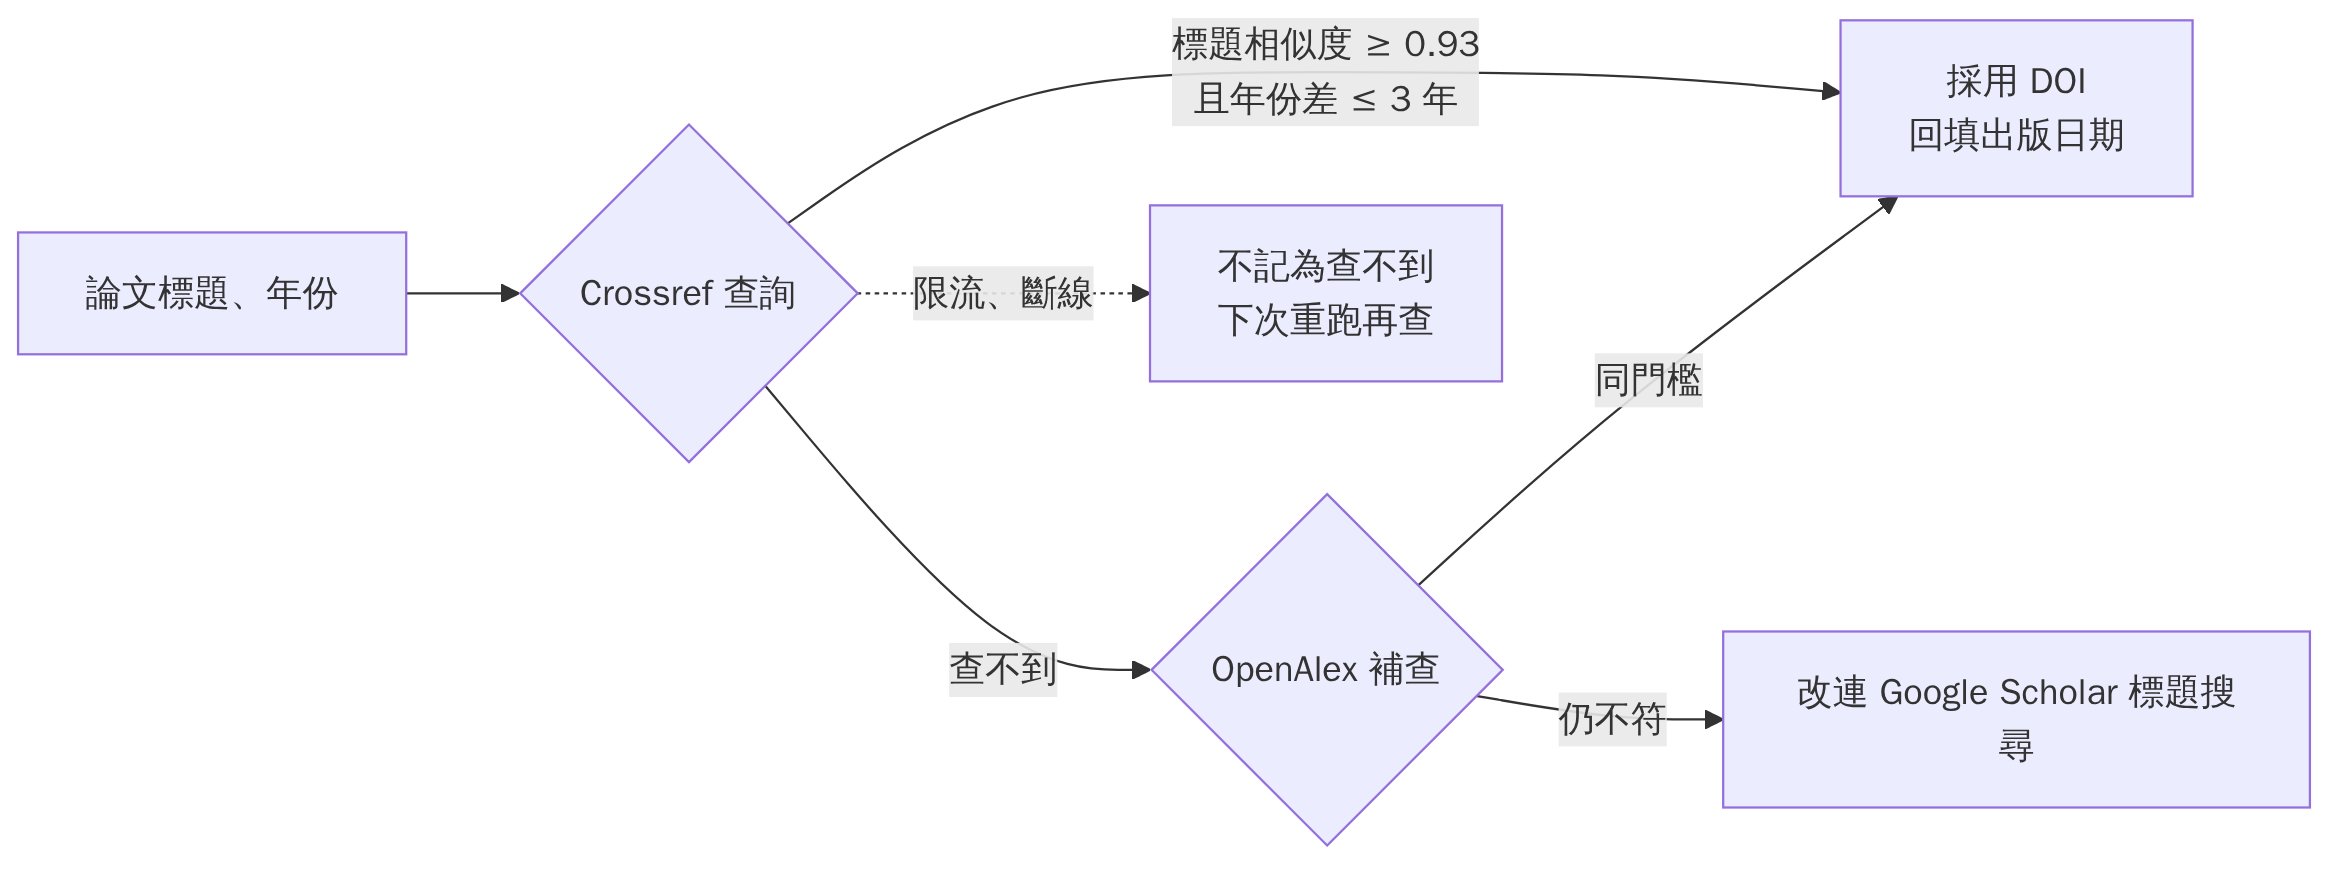 標題相似度 ≥ 0.93
且年份差 ≤ 3 年
採用 DOI
回填出版日期
論文標題、年份
Crossref 查詢
限流、斷線
不記為查不到
下次重跑再查
同門檻
查不到
OpenAlex 補查
仍不符
改連 Google Scholar 標題搜
尋